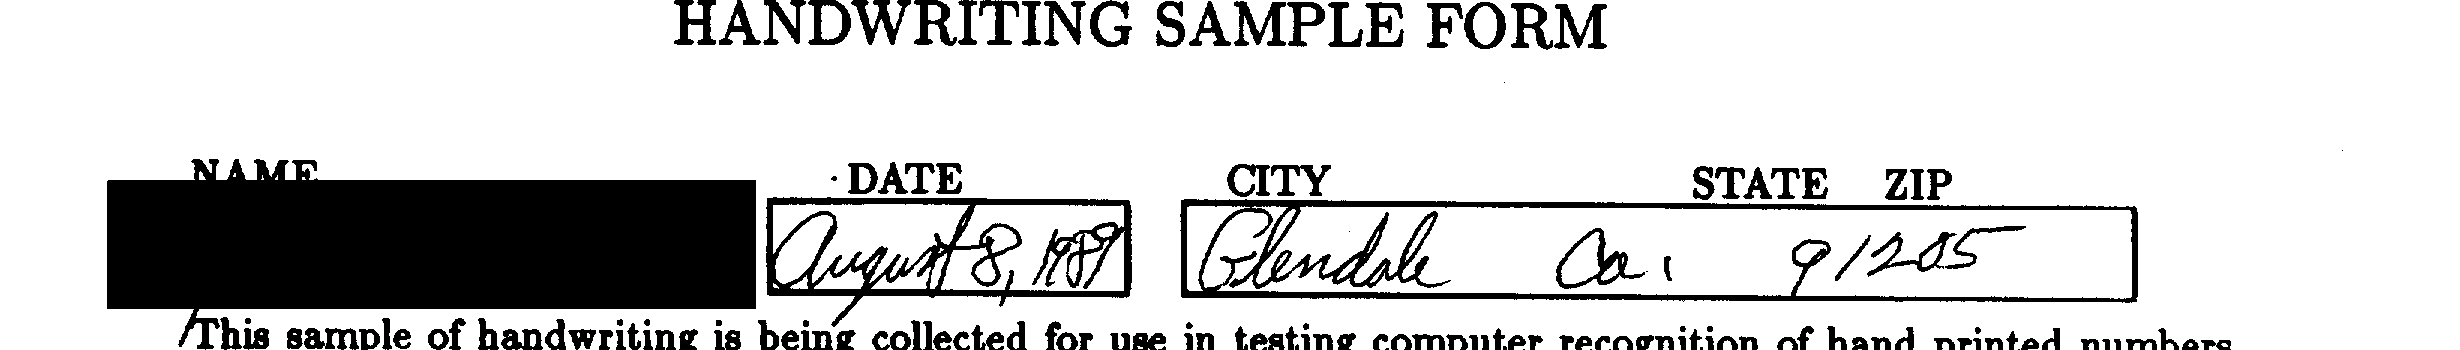 HANDWRITING SAMPLE FORM
NAME DATE CITY STATE ZIP
August 8, 1989 Glendale Ca. 91205
This sample of handwriting is being collected for use in testing computer recognition of hand printed numbers